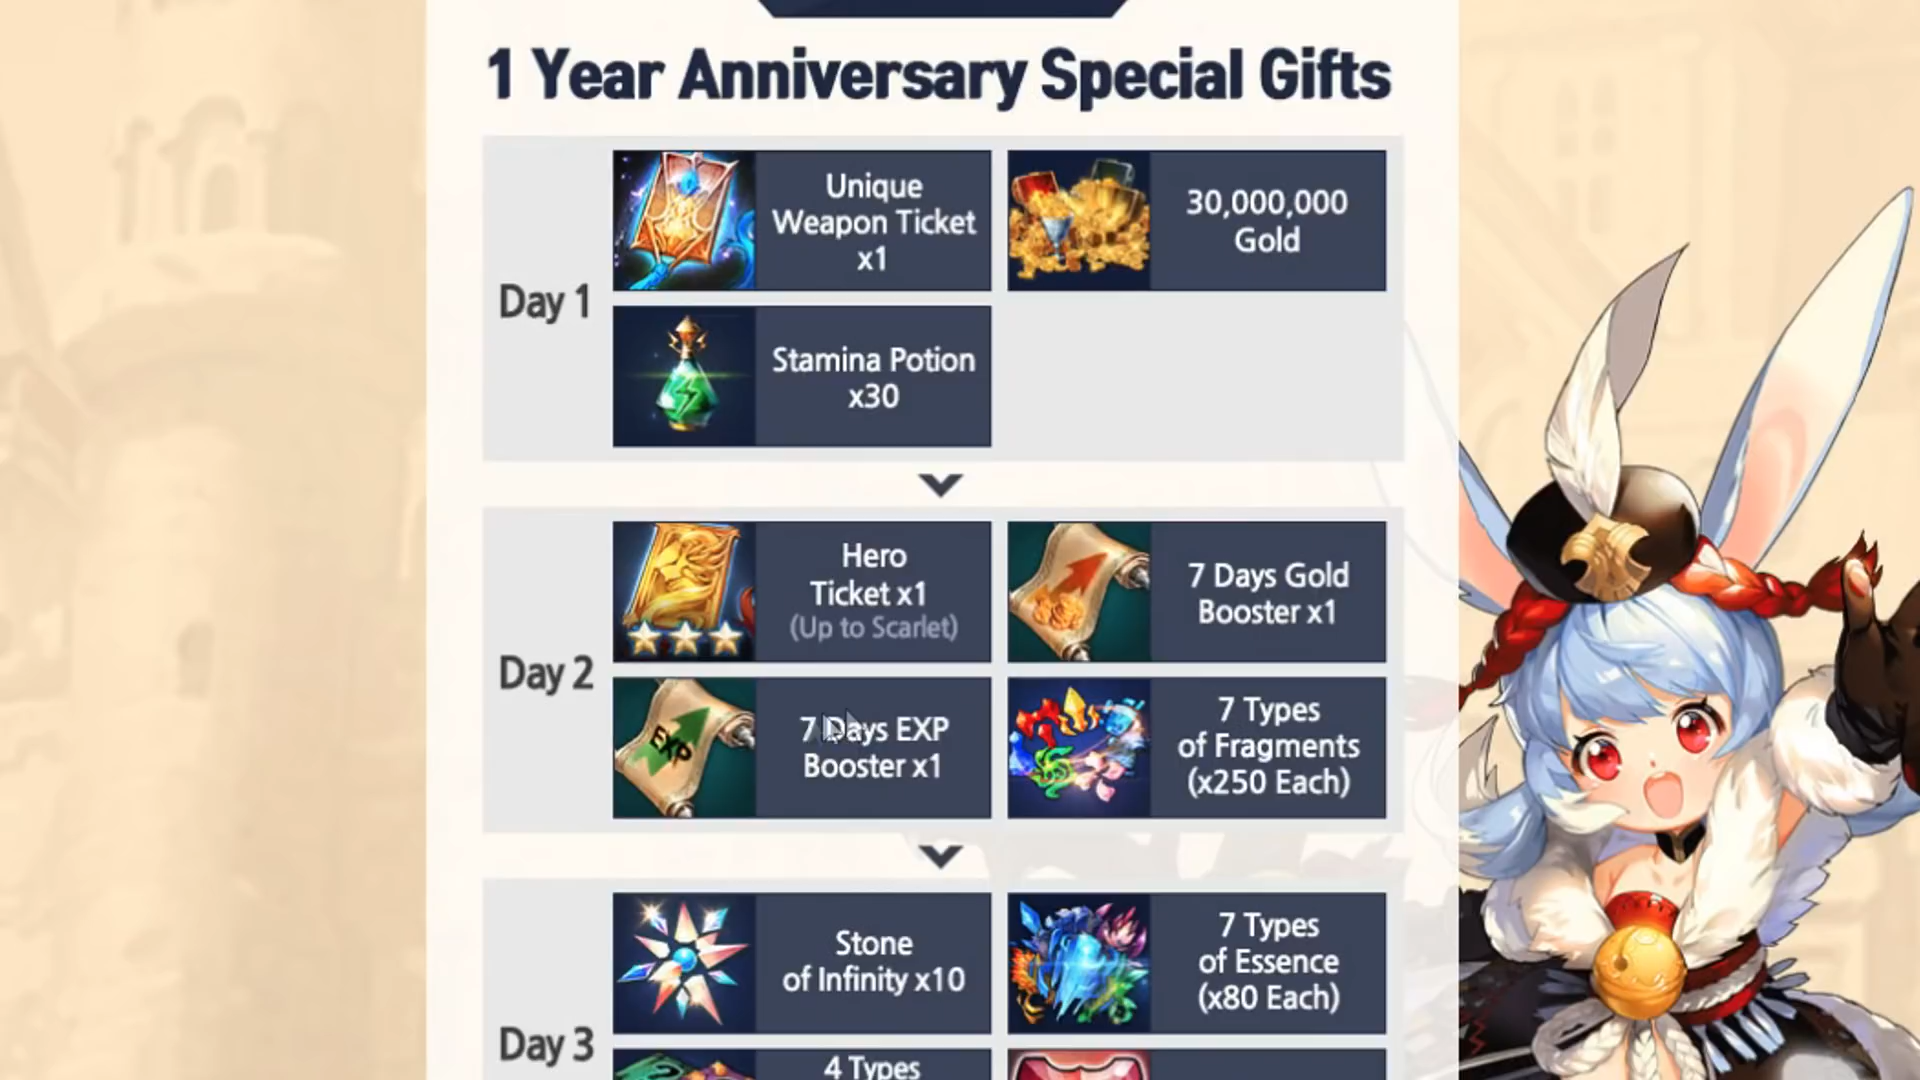 1 Year Anniversary Special Gifts
Day 1
Unique
Weapon Ticket
x1
30,000,000
Gold
Stamina Potion
x30
Day 2
Hero
Ticket x1
(Up to Scarlet)
7 Days Gold
Booster x1
EXP
7 Days EXP
Booster x1
7 Types
of Fragments
(x250 Each)
Day 3
Stone
of Infinity x10
7 Types
of Essence
(x80 Each)
4 Types